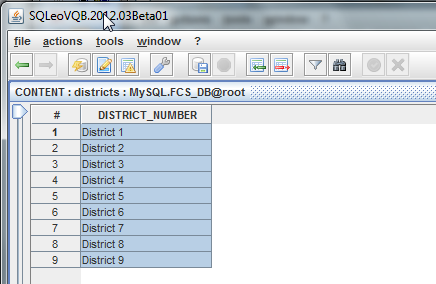 SQLeoVQB.2012.03Beta01
file actions tools window ?
CONTENT : districts : MySQL.FCS_DB@root
# DISTRICT_NUMBER
1 District 1
2 District 2
3 District 3
4 District 4
5 District 5
6 District 6
7 District 7
8 District 8
9 District 9